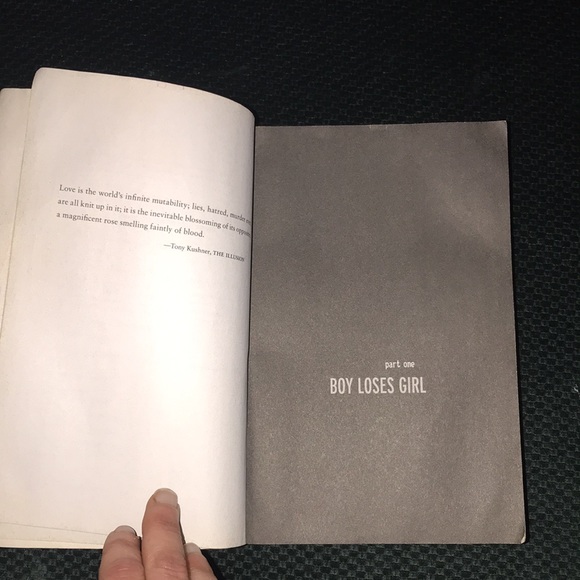 Love is the world's infinite mutability; lies, hatred, murder
are all knit up in it; it is the inevitable blossoming of its
a magnificent rose smelling faintly of blood.
—Tony Kushner, THE ILLUSION
part one
BOY LOSES GIRL